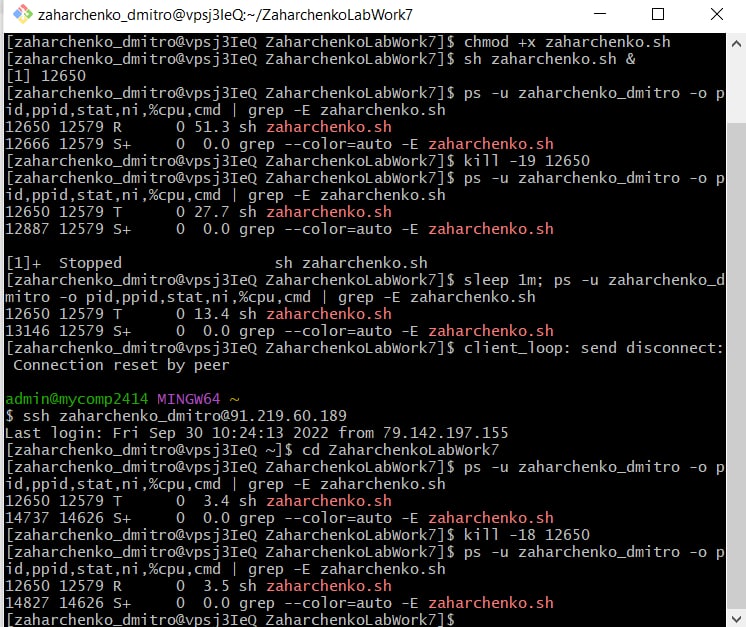 zaharchenko_dmitro@vpsj3IeQ:~/ZaharchenkoLabWork7
[zaharchenko_dmitro@vpsj3IeQ ZaharchenkoLabWork7]$ chmod +x zaharchenko.sh
[zaharchenko_dmitro@vpsj3IeQ ZaharchenkoLabWork7]$ sh zaharchenko.sh &
[1] 12650
[zaharchenko_dmitro@vpsj3IeQ ZaharchenkoLabWork7]$ ps -u zaharchenko_dmitro -o p
id,ppid,stat,ni,%cpu,cmd | grep -E zaharchenko.sh
12650 12579 R      0 51.3 sh zaharchenko.sh
12666 12579 S+     0  0.0 grep --color=auto -E zaharchenko.sh
[zaharchenko_dmitro@vpsj3IeQ ZaharchenkoLabWork7]$ kill -19 12650
[zaharchenko_dmitro@vpsj3IeQ ZaharchenkoLabWork7]$ ps -u zaharchenko_dmitro -o p
id,ppid,stat,ni,%cpu,cmd | grep -E zaharchenko.sh
12650 12579 T      0 27.7 sh zaharchenko.sh
12887 12579 S+     0  0.0 grep --color=auto -E zaharchenko.sh

[1]+  Stopped                 sh zaharchenko.sh
[zaharchenko_dmitro@vpsj3IeQ ZaharchenkoLabWork7]$ sleep 1m; ps -u zaharchenko_d
mitro -o pid,ppid,stat,ni,%cpu,cmd | grep -E zaharchenko.sh
12650 12579 T      0 13.4 sh zaharchenko.sh
13146 12579 S+     0  0.0 grep --color=auto -E zaharchenko.sh
[zaharchenko_dmitro@vpsj3IeQ ZaharchenkoLabWork7]$ client_loop: send disconnect:
 Connection reset by peer

admin@mycomp2414 MINGW64 ~
$ ssh zaharchenko_dmitro@91.219.60.189
Last login: Fri Sep 30 10:24:13 2022 from 79.142.197.155
[zaharchenko_dmitro@vpsj3IeQ ~]$ cd ZaharchenkoLabWork7
[zaharchenko_dmitro@vpsj3IeQ ZaharchenkoLabWork7]$ ps -u zaharchenko_dmitro -o p
id,ppid,stat,ni,%cpu,cmd | grep -E zaharchenko.sh
12650 12579 T      0  3.4 sh zaharchenko.sh
14737 14626 S+     0  0.0 grep --color=auto -E zaharchenko.sh
[zaharchenko_dmitro@vpsj3IeQ ZaharchenkoLabWork7]$ kill -18 12650
[zaharchenko_dmitro@vpsj3IeQ ZaharchenkoLabWork7]$ ps -u zaharchenko_dmitro -o p
id,ppid,stat,ni,%cpu,cmd | grep -E zaharchenko.sh
12650 12579 R      0  3.5 sh zaharchenko.sh
14827 14626 S+     0  0.0 grep --color=auto -E zaharchenko.sh
[zaharchenko_dmitro@vpsj3IeQ ZaharchenkoLabWork7]$